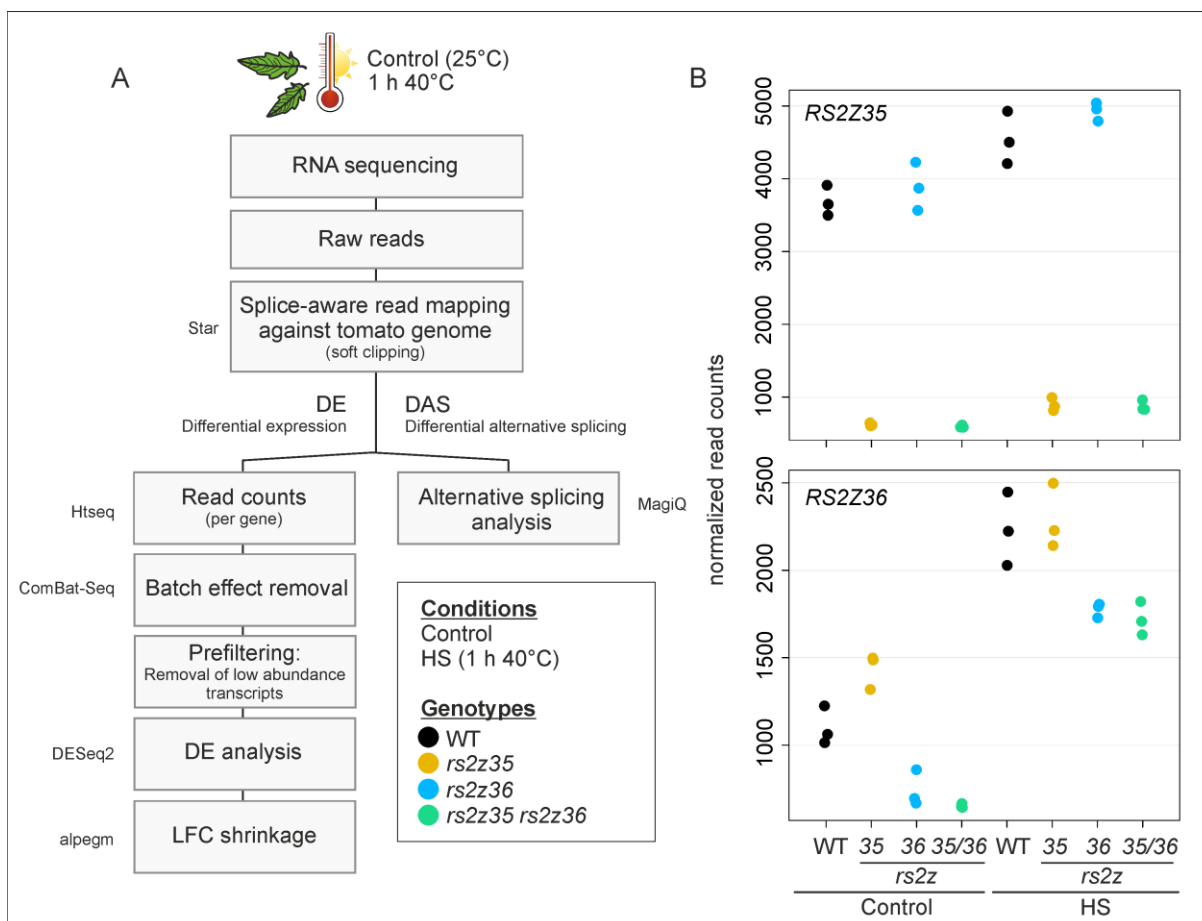 A
Control (25°C)
1 h 40°C
RNA sequencing
Raw reads
Star
Splice-aware read mapping
against tomato genome
(soft clipping)
DE
Differential expression
DAS
Differential alternative splicing
Htseq
Read counts
(per gene)
Alternative splicing
analysis
MagiQ
ComBat-Seq
Batch effect removal
Prefiltering:
Removal of low abundance
transcripts
DESeq2
DE analysis
alpegm
LFC shrinkage
Conditions
Control
HS (1 h 40°C)
Genotypes
WT
rs2z35
rs2z36
rs2z35 rs2z36
B
normalized read counts
RS2Z35
5000
4000
3000
2000
1000
RS2Z36
2500
2000
1500
1000
WT 35 36 35/36 WT 35 36 35/36
rs2z rs2z
Control HS